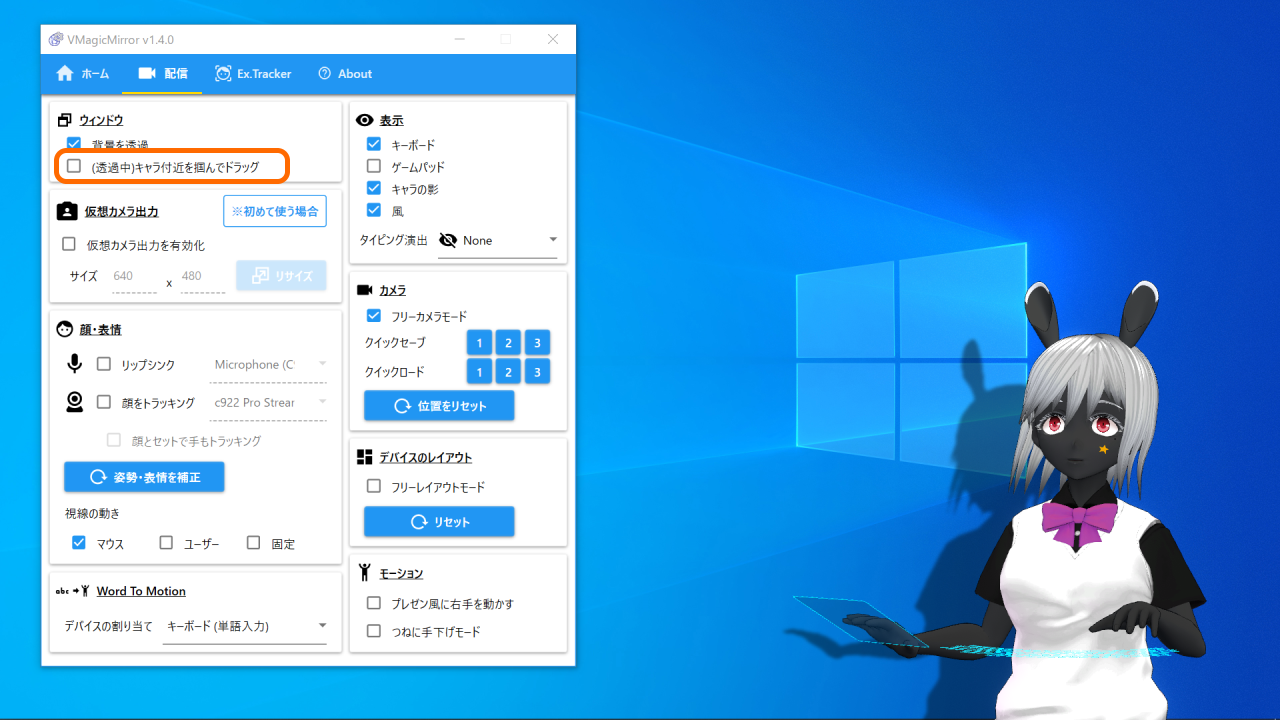 VMagicMirror v1.4.0
ホーム
配信
Ex.Tracker
About
ウィンドウ
背景を透過
(透過中)キャラ付近を掴んでドラッグ
仮想カメラ出力
※初めて使う場合
仮想カメラ出力を有効化
サイズ 640 x 480 リサイズ
顔・表情
リップシンク Microphone (C
顔をトラッキング c922 Pro Strear
顔とセットで手もトラッキング
姿勢・表情を補正
視線の動き
マウス ユーザー 固定
abc Word To Motion
デバイスの割り当て キーボード (単語入力)
表示
キーボード
ゲームパッド
キャラの影
風
タイピング演出 None
カメラ
フリーカメラモード
クイックセーブ 1 2 3
クイックロード 1 2 3
位置をリセット
デバイスのレイアウト
フリーレイアウトモード
リセット
モーション
プレゼン風に右手を動かす
つねに手下げモード